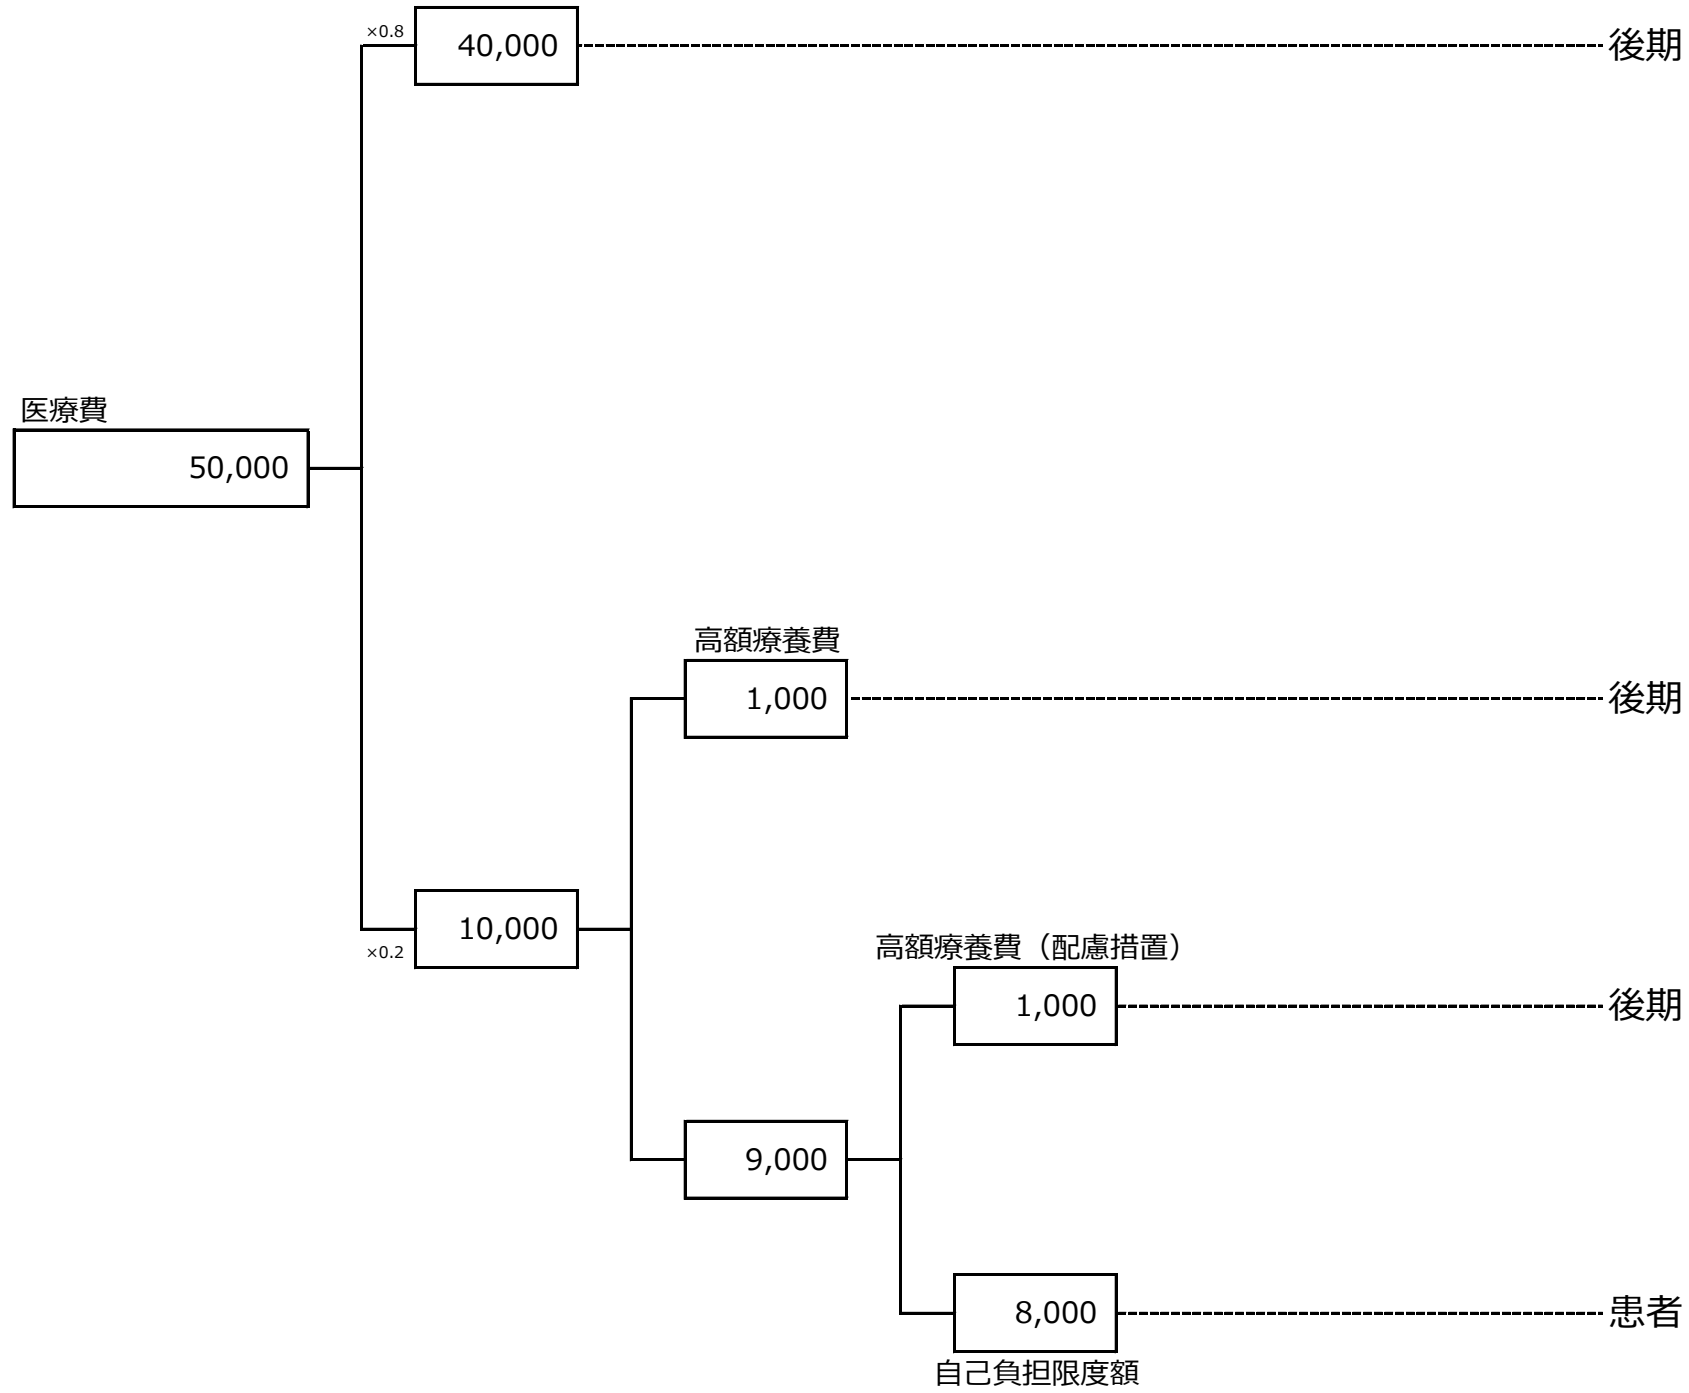 ×0.8
40,000
後期
医療費
50,000
高額療養費
1,000
後期
10,000
×0.2
高額療養費（配慮措置）
1,000
後期
9,000
8,000
患者
自己負担限度額